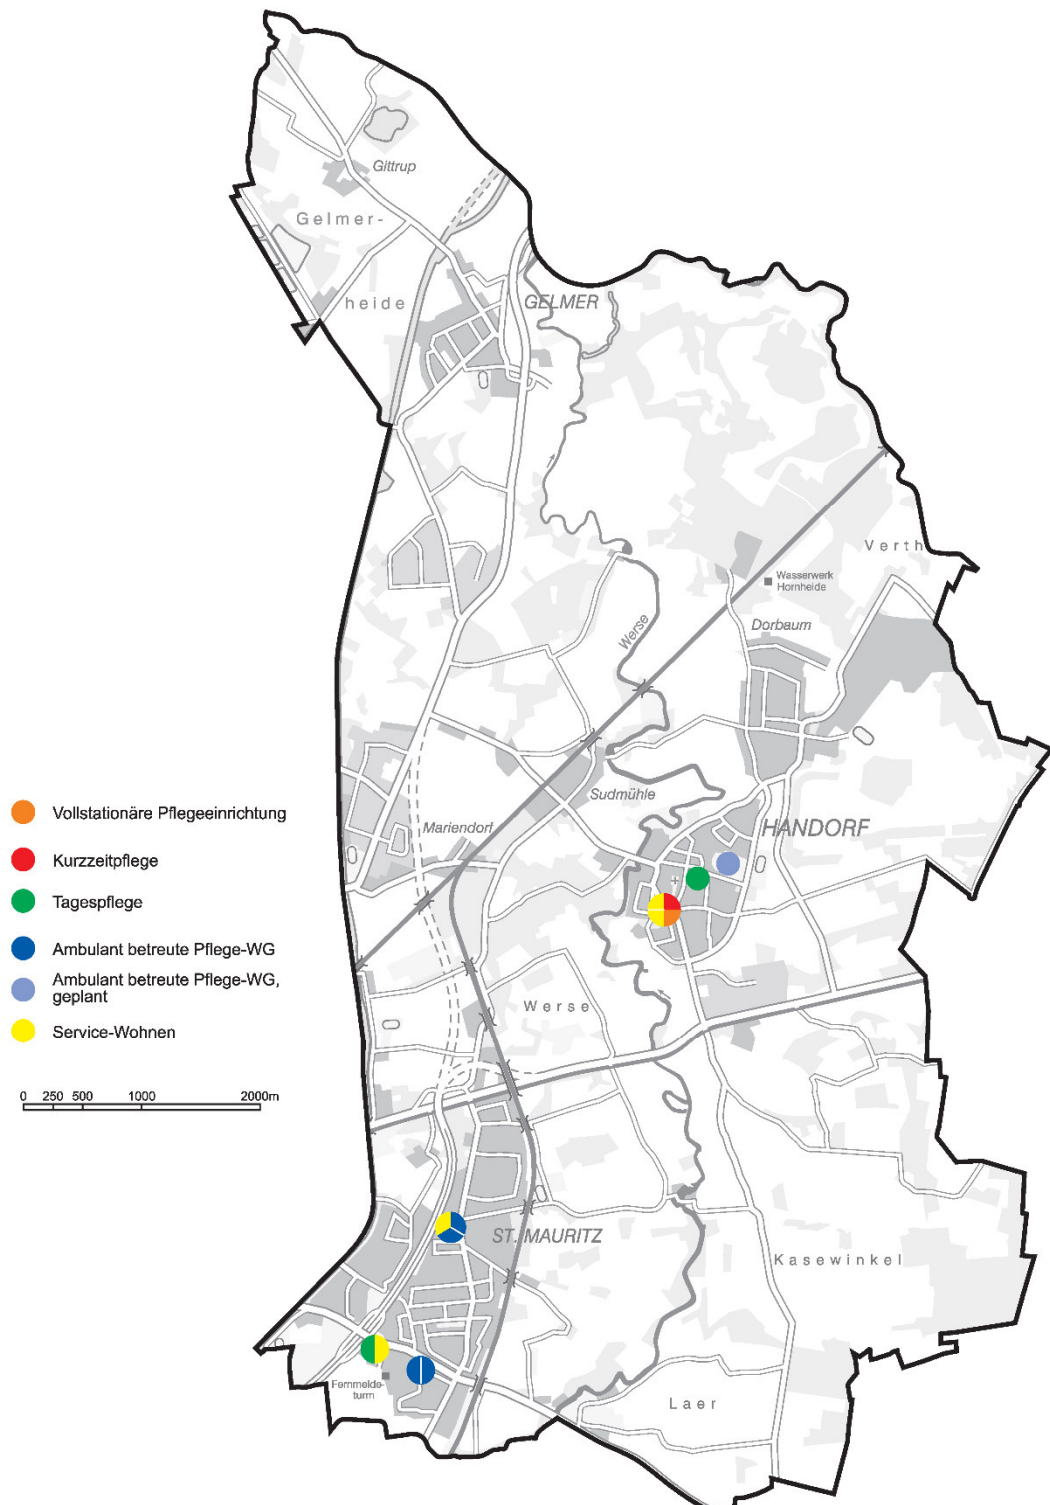 Gittrup
Gelmer-
heide
GELMER
Verth
Wasserwerk
Hornheide
Dorbaum
Werse
Sudmühle
Mariendorf
HANDORF
Vollstationäre Pflegeeinrichtung
Kurzzeitpflege
Tagespflege
Ambulant betreute Pflege-WG
Ambulant betreute Pflege-WG,
geplant
Service-Wohnen
0 250 500 1000 2000m
Werse
ST. MAURITZ
Kasewinkel
Fernmelde-
turm
Laer